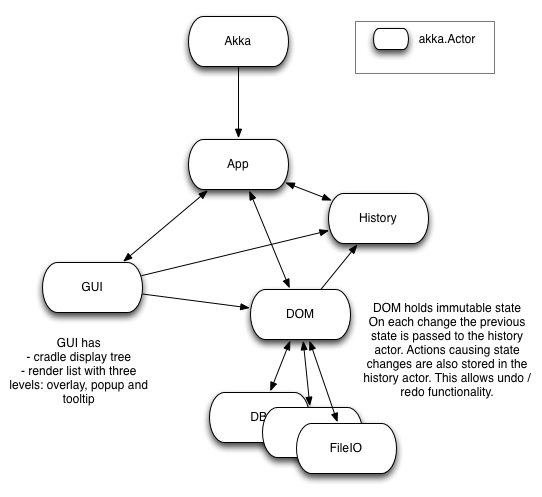 Akka
akka.Actor
App
History
GUI
DOM
DOM holds immutable state
On each change the previous
state is passed to the history
actor. Actions causing state
changes are also stored in the
history actor. This allows undo /
redo functionality.
GUI has
- cradle display tree
- render list with three
levels: overlay, popup and
tooltip
DB
FileIO